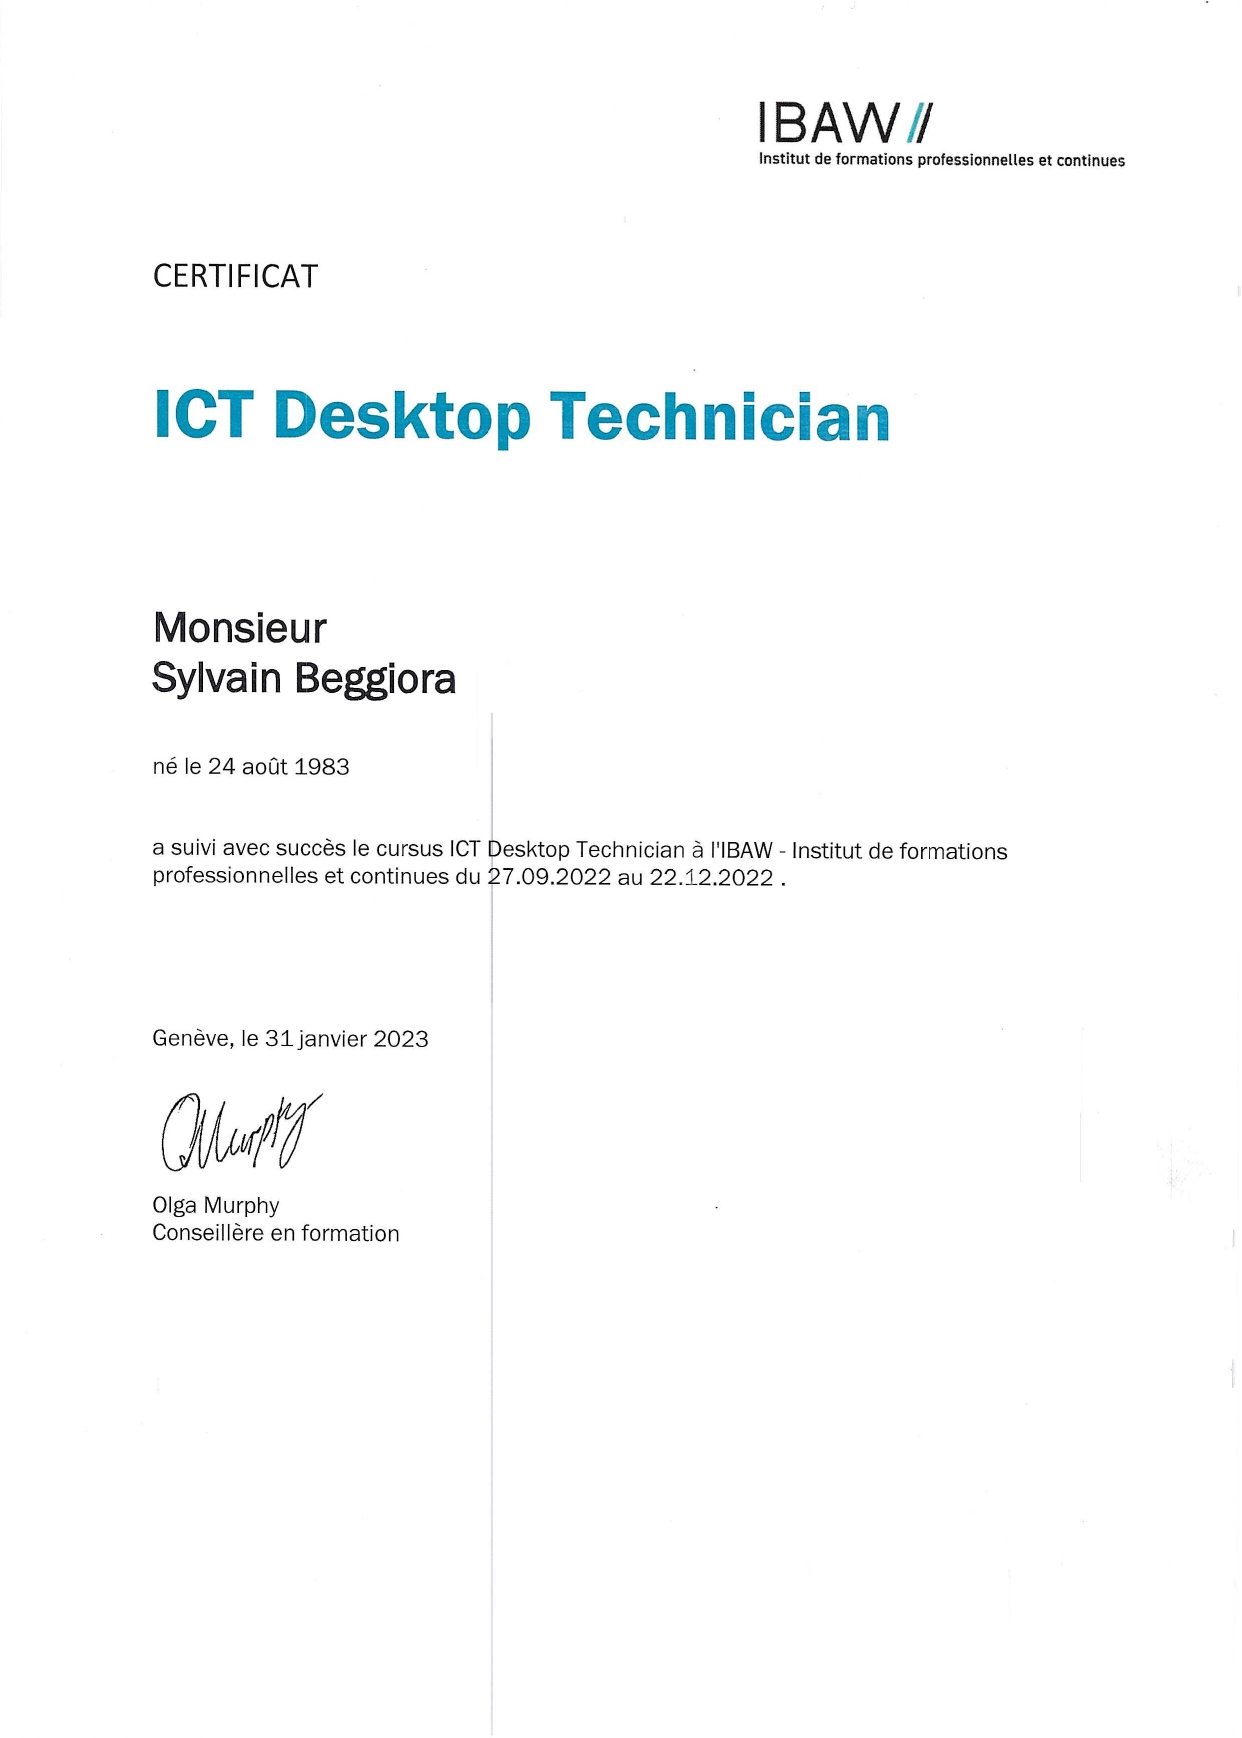 IBAW//
Institut de formations professionnelles et continues
CERTIFICAT
ICT Desktop Technician
Monsieur
Sylvain Beggiora
né le 24 août 1983
a suivi avec succès le cursus ICT Desktop Technician à l'IBAW - Institut de formations
professionnelles et continues du 27.09.2022 au 22.12.2022 .
Genève, le 31 janvier 2023
OMurphy
Olga Murphy
Conseillère en formation